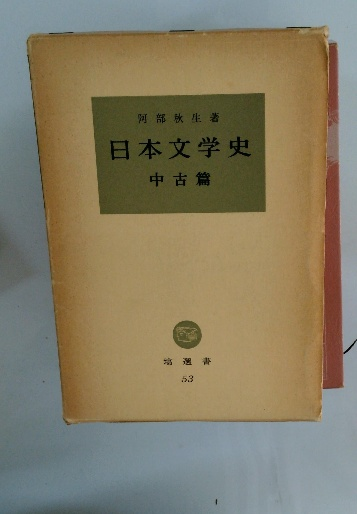 阿部秋生著
日本文学史
中古篇
塙選書
53